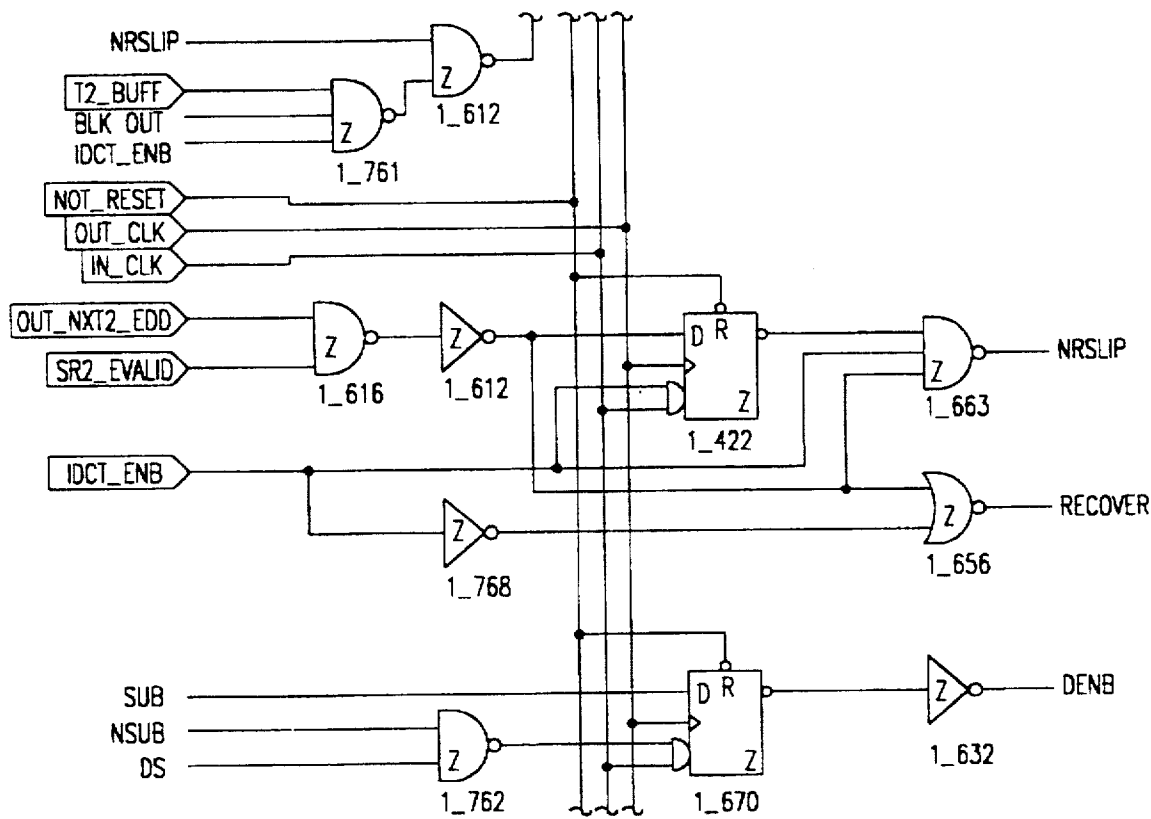 NRSLIP
Z
1_612
T2_BUFF
BLK OUT
IDCT_ENB
Z
1_761
NOT_RESET
OUT_CLK
IN_CLK
OUT_NXT2_EDD
SR2_EVALID
Z
1_616
Z
1_612
D R
Z
1_422
Z
1_663
NRSLIP
IDCT_ENB
Z
1_768
Z
1_656
RECOVER
SUB
NSUB
DS
Z
1_762
D R
Z
1_670
Z
1_632
DENB